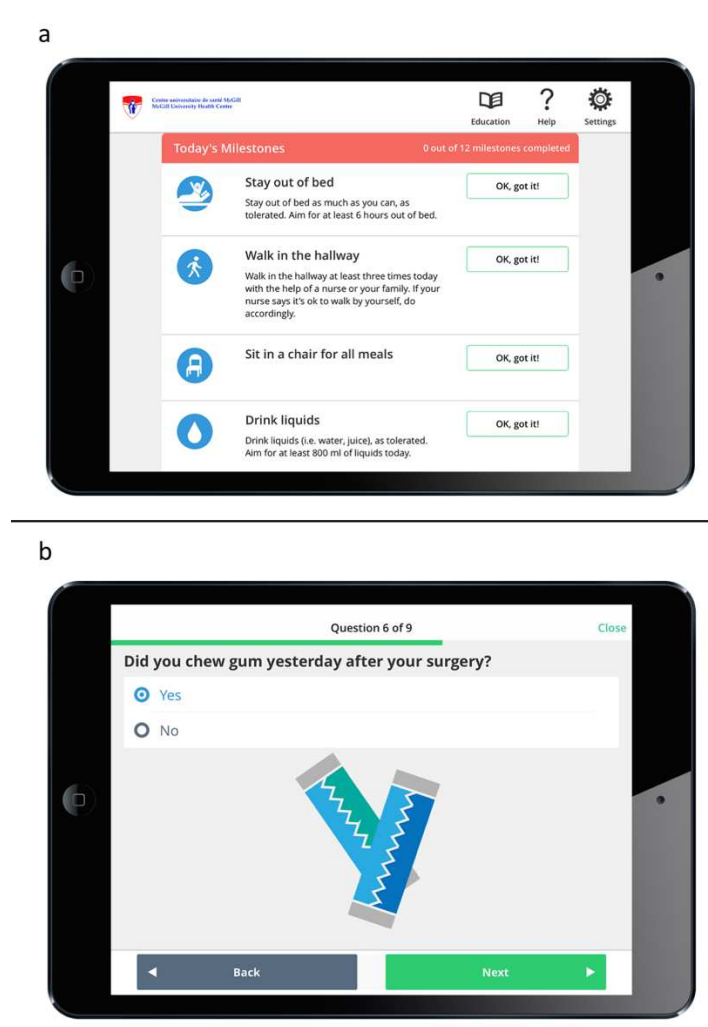 a
Centre universitaire de santé McGill
McGill University Health Centre
Education
Help
Settings
Today's Milestones
0 out of 12 milestones completed
Stay out of bed
OK, got it!
Stay out of bed as much as you can, as
tolerated. Aim for at least 6 hours out of bed.
Walk in the hallway
OK, got it!
Walk in the hallway at least three times today
with the help of a nurse or your family. If your
nurse says it's ok to walk by yourself, do
accordingly.
Sit in a chair for all meals
OK, got it!
Drink liquids
OK, got it!
Drink liquids (i.e. water, juice), as tolerated.
Aim for at least 800 ml of liquids today.
b
Question 6 of 9
Close
Did you chew gum yesterday after your surgery?
Yes
No
Back
Next